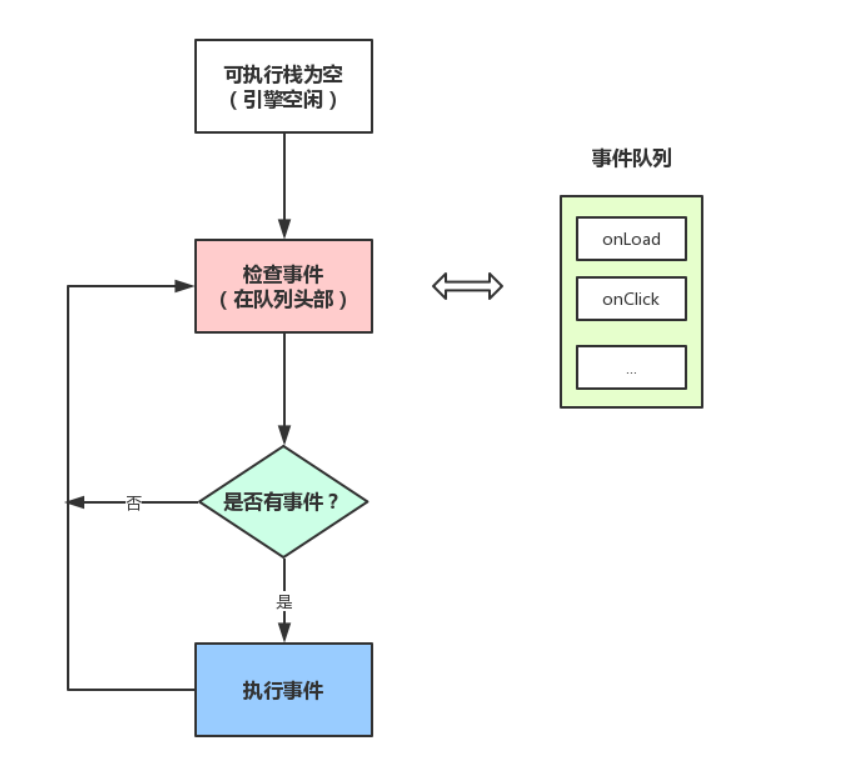 可执行栈为空
（引擎空闲）
事件队列
检查事件
（在队列头部）
onLoad
onClick
...
是否有事件？
否
是
执行事件